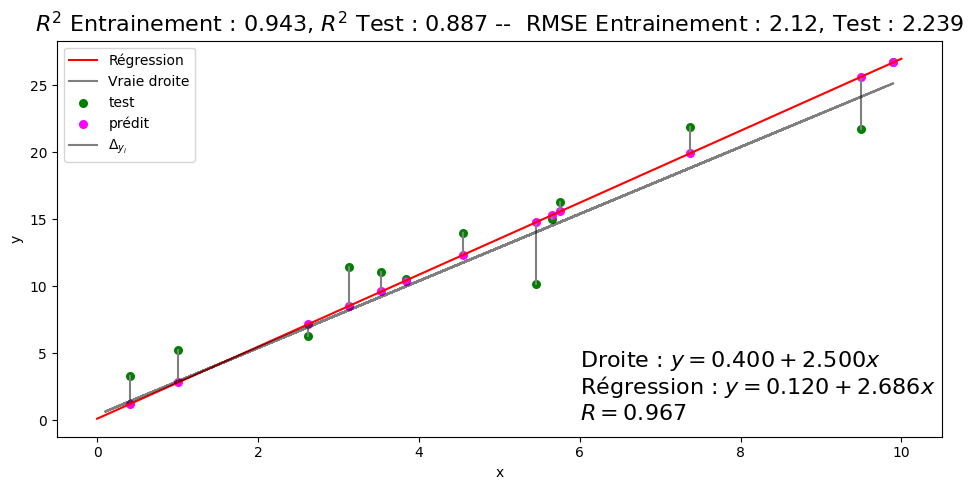 R² Entrainement : 0.943, R² Test : 0.887 --  RMSE Entrainement : 2.12, Test : 2.239
Régression
Vraie droite
test
prédit
Δ_{y_i}
25
20
15
10
5
0
y
0 2 4 6 8 10
x
Droite : y = 0.400 + 2.500x
Régression : y = 0.120 + 2.686x
R = 0.967